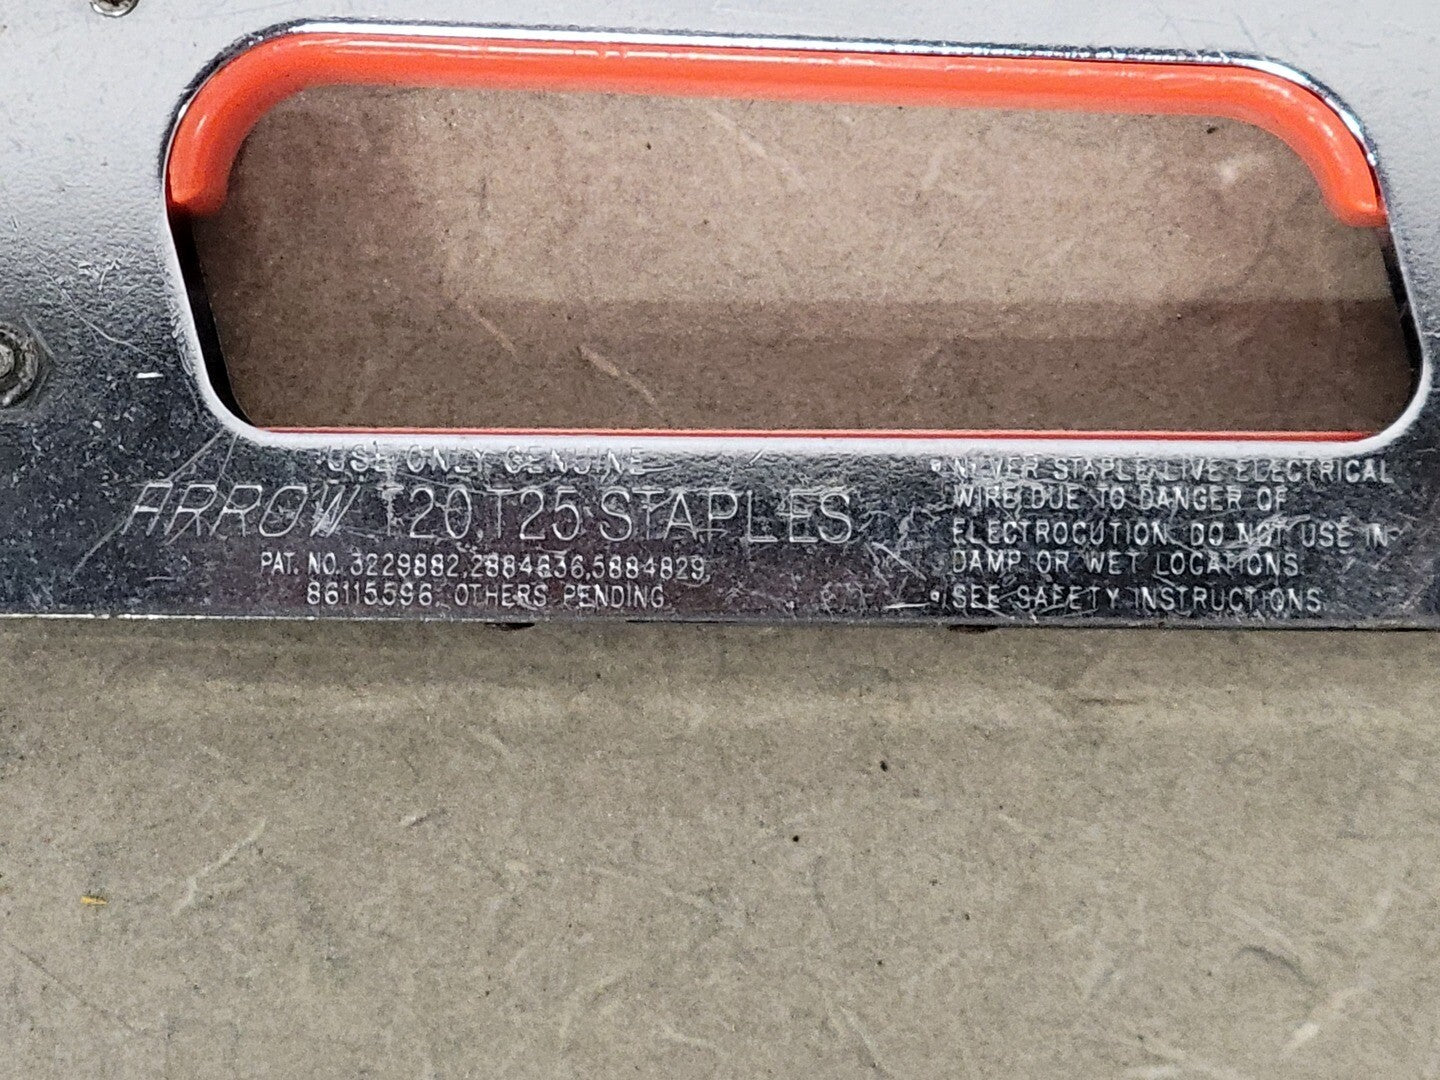 USE ONLY GENUINE
ARROW T20, T25 STAPLES
PAT. NO. 3229882, 2884636, 5884829,
86115596; OTHERS PENDING
• NEVER STAPLE LIVE ELECTRICAL
WIRE DUE TO DANGER OF
ELECTROCUTION. DO NOT USE IN
DAMP OR WET LOCATIONS
• SEE SAFETY INSTRUCTIONS